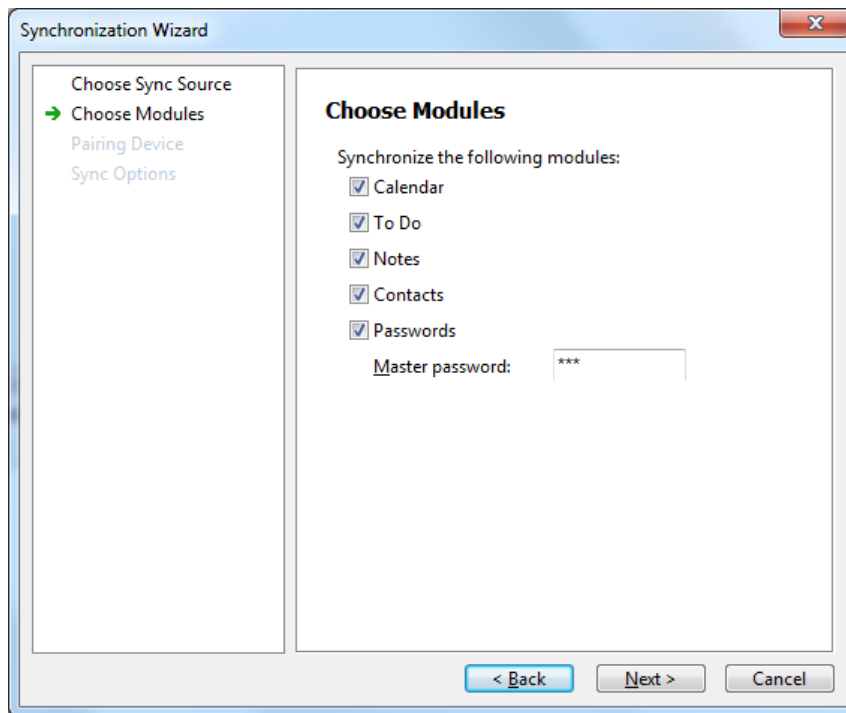 Synchronization Wizard
Choose Sync Source
Choose Modules
Pairing Device
Sync Options
Choose Modules
Synchronize the following modules:
Calendar
To Do
Notes
Contacts
Passwords
Master password: ***
< Back Next > Cancel